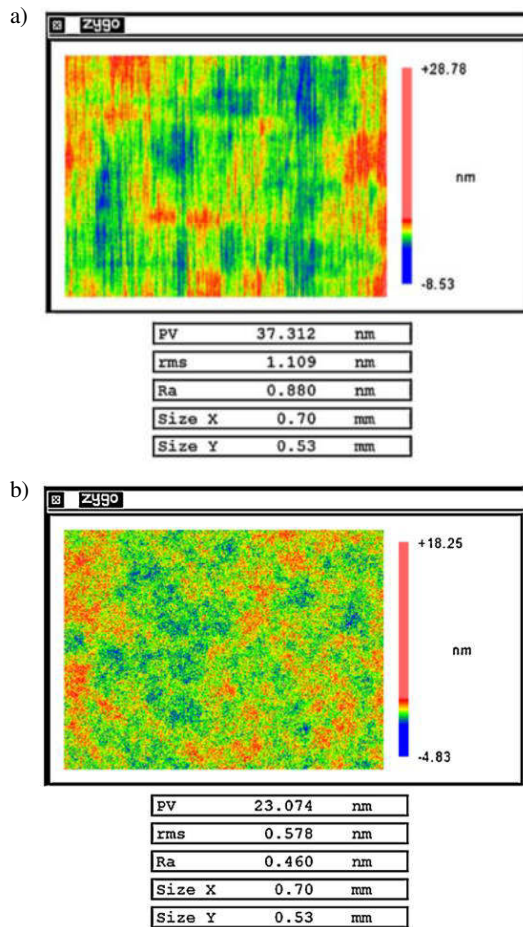 a)
zygo
+28.78
nm
-8.53
PV 37.312 nm
rms 1.109 nm
Ra 0.880 nm
Size X 0.70 mm
Size Y 0.53 mm
b)
zygo
+18.25
nm
-4.83
PV 23.074 nm
rms 0.578 nm
Ra 0.460 nm
Size X 0.70 mm
Size Y 0.53 mm